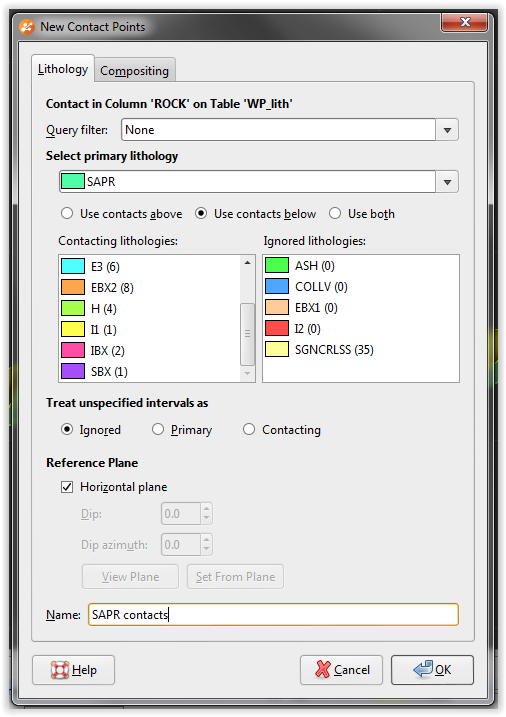 New Contact Points
Lithology Compositing
Contact in Column 'ROCK' on Table 'WP_lith'
Query filter: None
Select primary lithology
SAPR
Use contacts above Use contacts below Use both
Contacting lithologies: Ignored lithologies:
E3 (6) ASH (0)
EBX2 (8) COLLV (0)
H (4) EBX1 (0)
I1 (1) I2 (0)
IBX (2) SGNCRLSS (35)
SBX (1)
Treat unspecified intervals as
Ignored Primary Contacting
Reference Plane
Horizontal plane
Dip: 0.0
Dip azimuth: 0.0
View Plane Set From Plane
Name: SAPR contacts
Help Cancel OK